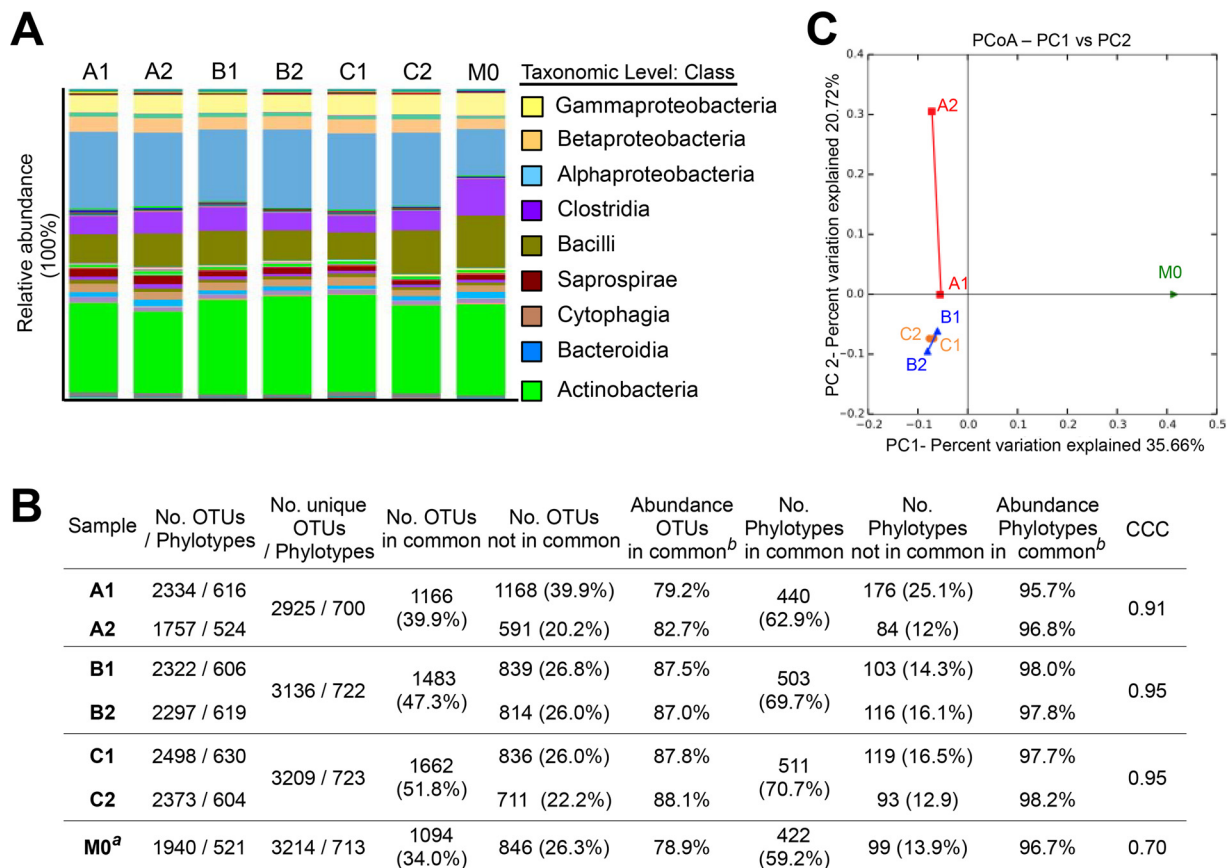 A
A1 A2 B1 B2 C1 C2 M0
Relative abundance
(100%)
Taxonomic Level: Class
Gammaproteobacteria
Betaproteobacteria
Alphaproteobacteria
Clostridia
Bacilli
Saprospirae
Cytophagia
Bacteroidia
Actinobacteria
C
PCoA – PC1 vs PC2
PC 2- Percent variation explained 20.72%
0.4
0.3
0.2
0.1
0.0
−0.1
−0.2
A2
A1
M0
B1
C2
C1
B2
−0.2 −0.1 0.0 0.1 0.2 0.3 0.4 0.5
PC1- Percent variation explained 35.66%
B
Sample
No. OTUs
/ Phylotypes
No. unique
OTUs
/ Phylotypes
No. OTUs
in common
No. OTUs
not in common
Abundance
OTUs
in common b
No.
Phylotypes
in common
No.
Phylotypes
not in common
Abundance
Phylotypes
in common b
CCC
A1 2334 / 616 1168 (39.9%) 79.2% 176 (25.1%) 95.7%
2925 / 700 1166 (39.9%) 440 (62.9%) 0.91
A2 1757 / 524 591 (20.2%) 82.7% 84 (12%) 96.8%
B1 2322 / 606 839 (26.8%) 87.5% 103 (14.3%) 98.0%
3136 / 722 1483 (47.3%) 503 (69.7%) 0.95
B2 2297 / 619 814 (26.0%) 87.0% 116 (16.1%) 97.8%
C1 2498 / 630 836 (26.0%) 87.8% 119 (16.5%) 97.7%
3209 / 723 1662 (51.8%) 511 (70.7%) 0.95
C2 2373 / 604 711 (22.2%) 88.1% 93 (12.9) 98.2%
M0 a 1940 / 521 3214 / 713 1094 (34.0%) 846 (26.3%) 78.9% 422 (59.2%) 99 (13.9%) 96.7% 0.70